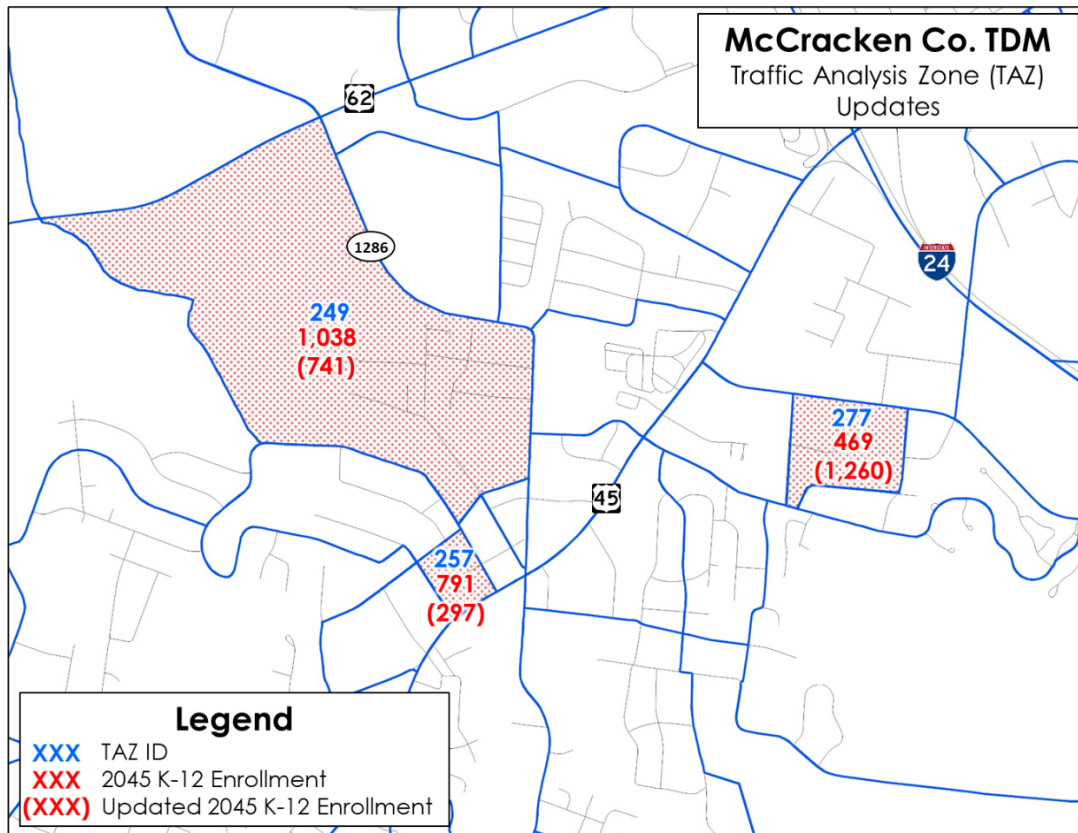 McCracken Co. TDM
Traffic Analysis Zone (TAZ)
Updates
62
1286
INTERSTATE
24
249
1,038
(741)
277
469
(1,260)
45
257
791
(297)
Legend
XXX TAZ ID
XXX 2045 K-12 Enrollment
(XXX) Updated 2045 K-12 Enrollment